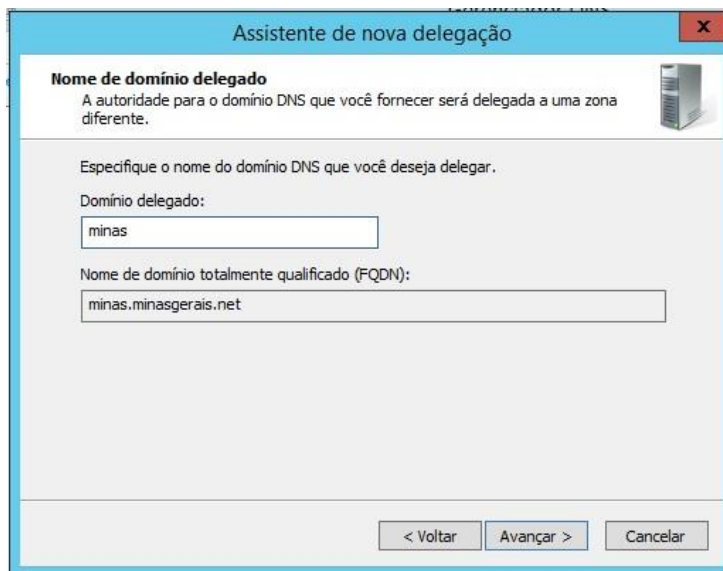 Assistente de nova delegação
x
Nome de domínio delegado
A autoridade para o domínio DNS que você fornecer será delegada a uma zona
diferente.
Especifique o nome do domínio DNS que você deseja delegar.
Domínio delegado:
minas
Nome de domínio totalmente qualificado (FQDN):
minas.minasgerais.net
< Voltar
Avançar >
Cancelar